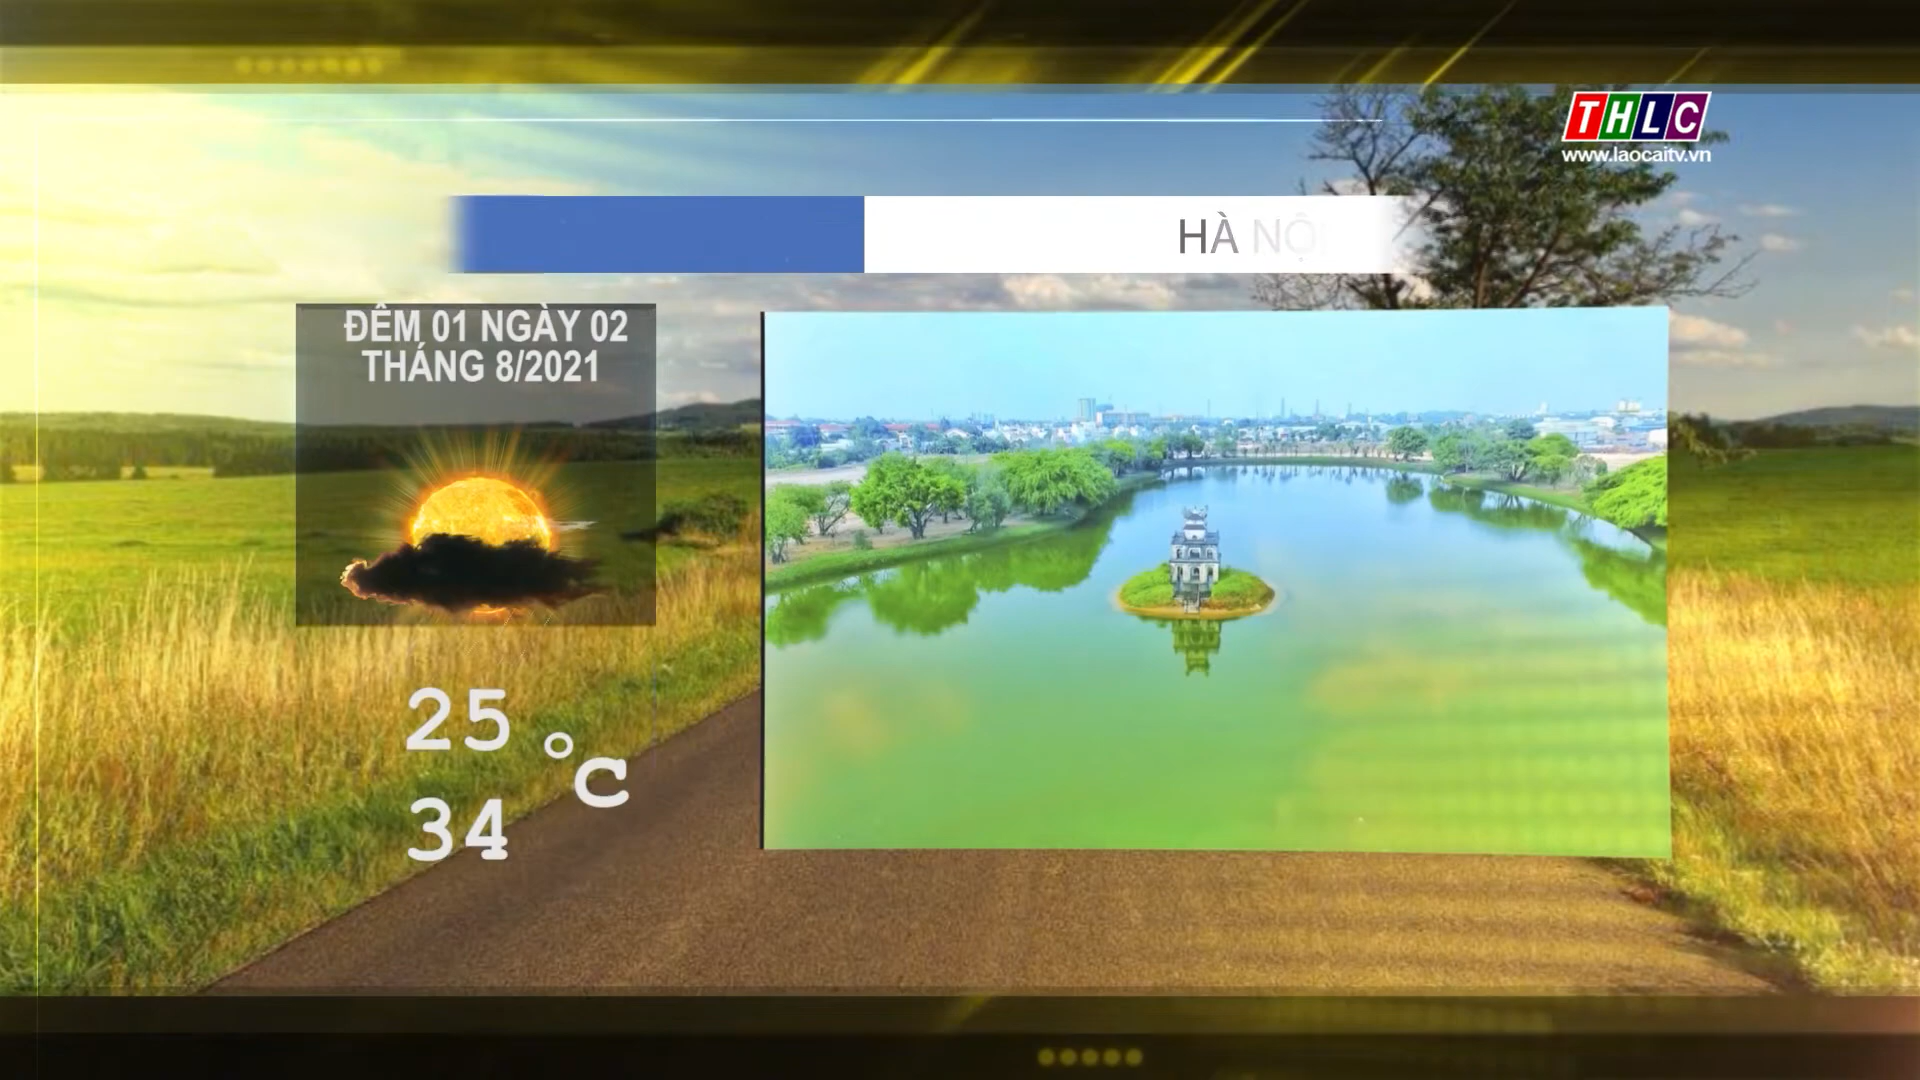 THLC
www.laocaitv.vn
HÀ NỘI
ĐÊM 01 NGÀY 02
THÁNG 8/2021
25
°C
34